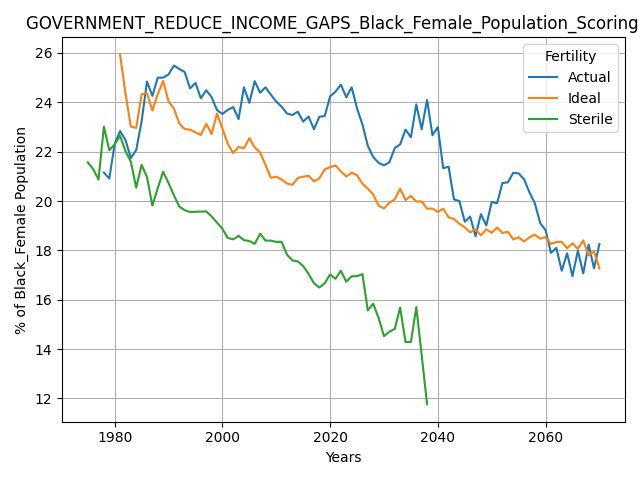 GOVERNMENT_REDUCE_INCOME_GAPS_Black_Female_Population_Scoring
% of Black_Female Population
26
24
22
20
18
16
14
12
Fertility
Actual
Ideal
Sterile
1980
2000
2020
2040
2060
Years